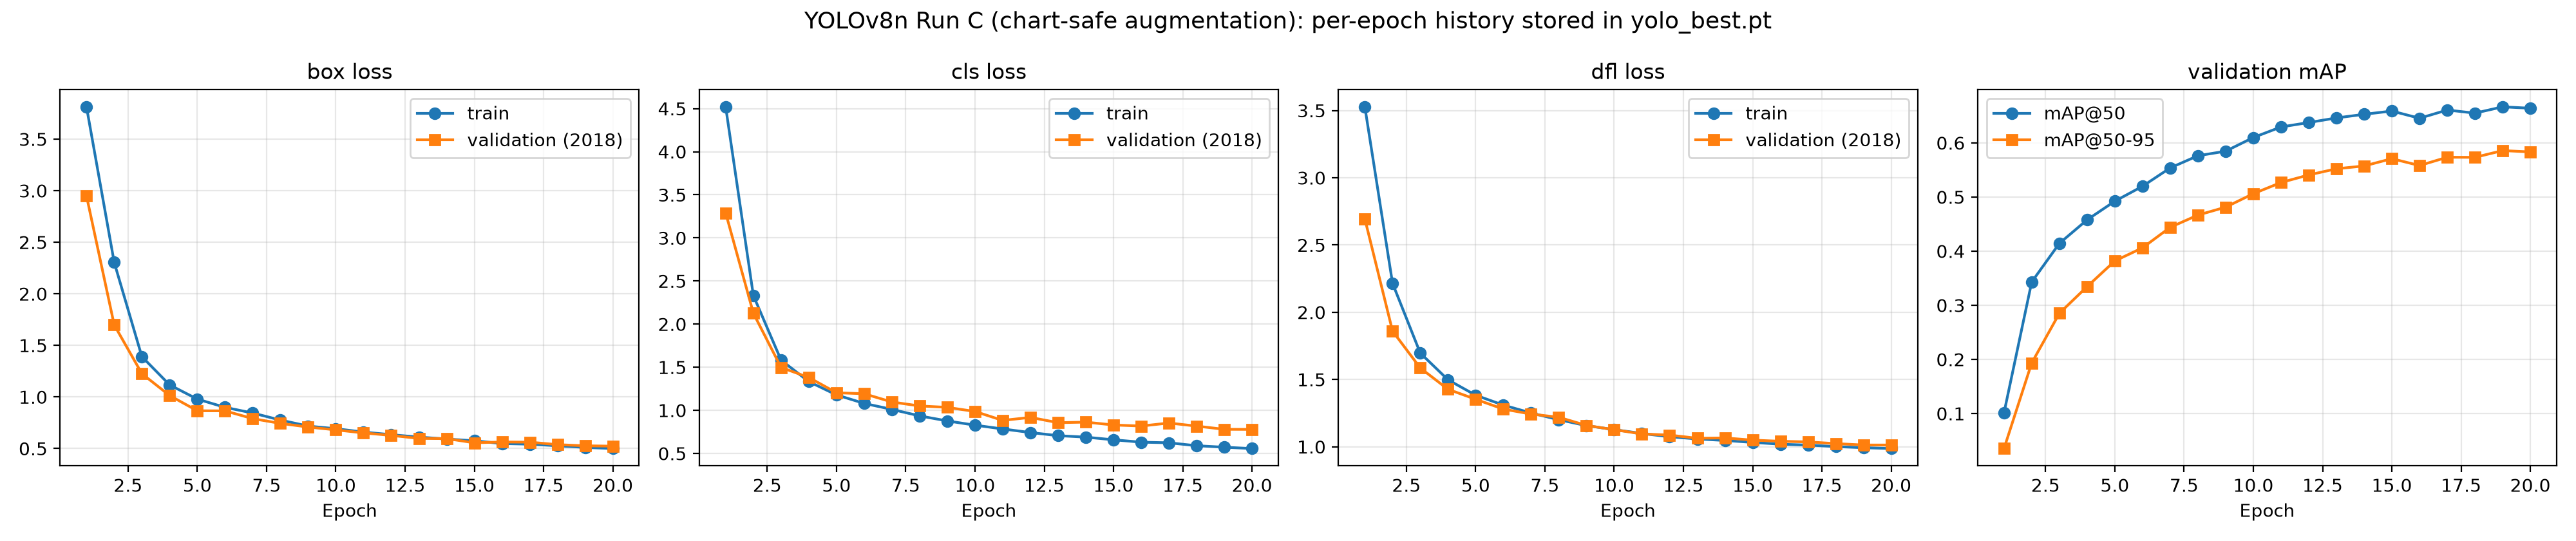 YOLOv8n Run C (chart-safe augmentation): per-epoch history stored in yolo_best.pt
box loss
train
validation (2018)
3.5
3.0
2.5
2.0
1.5
1.0
0.5
2.5 5.0 7.5 10.0 12.5 15.0 17.5 20.0
Epoch
cls loss
train
validation (2018)
4.5
4.0
3.5
3.0
2.5
2.0
1.5
1.0
0.5
2.5 5.0 7.5 10.0 12.5 15.0 17.5 20.0
Epoch
dfl loss
train
validation (2018)
3.5
3.0
2.5
2.0
1.5
1.0
2.5 5.0 7.5 10.0 12.5 15.0 17.5 20.0
Epoch
validation mAP
mAP@50
mAP@50-95
0.6
0.5
0.4
0.3
0.2
0.1
2.5 5.0 7.5 10.0 12.5 15.0 17.5 20.0
Epoch